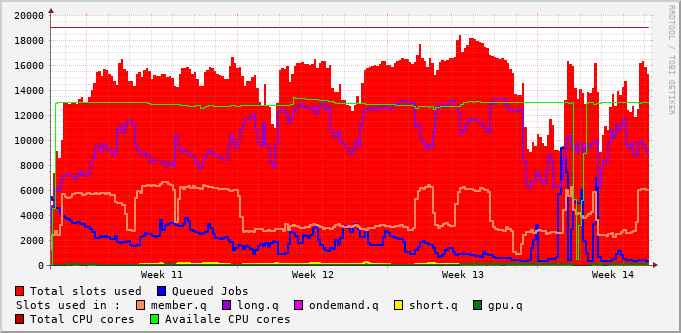 20000
18000
16000
14000
12000
10000
8000
6000
4000
2000
0
Week 11 Week 12 Week 13 Week 14
RRDTOOL / TOBI OETIKER
Total slots used Queued Jobs
Slots used in : member.q long.q ondemand.q short.q gpu.q
Total CPU cores Availale CPU cores